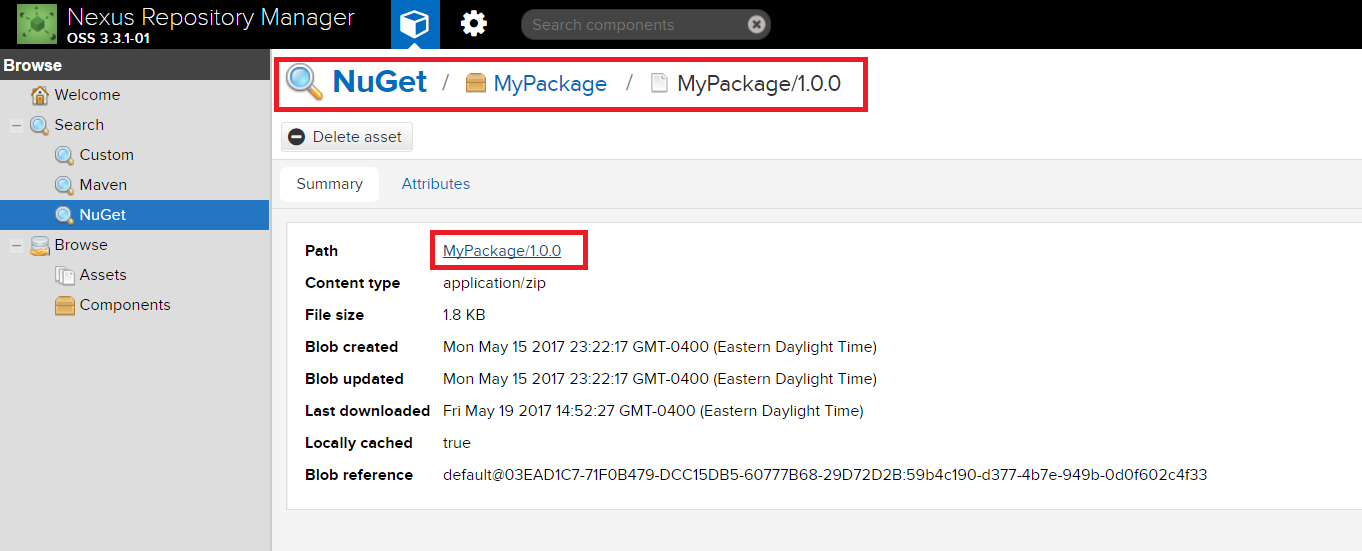 Nexus Repository Manager
OSS 3.3.1-01
Search components
Browse
Welcome
Search
Custom
Maven
NuGet
Browse
Assets
Components
NuGet / MyPackage / MyPackage/1.0.0
Delete asset
Summary Attributes
Path MyPackage/1.0.0
Content type application/zip
File size 1.8 KB
Blob created Mon May 15 2017 23:22:17 GMT-0400 (Eastern Daylight Time)
Blob updated Mon May 15 2017 23:22:17 GMT-0400 (Eastern Daylight Time)
Last downloaded Fri May 19 2017 14:52:27 GMT-0400 (Eastern Daylight Time)
Locally cached true
Blob reference default@03EAD1C7-71F0B479-DCC15DB5-60777B68-29D72D2B:59b4c190-d377-4b7e-949b-0d0f602c4f33